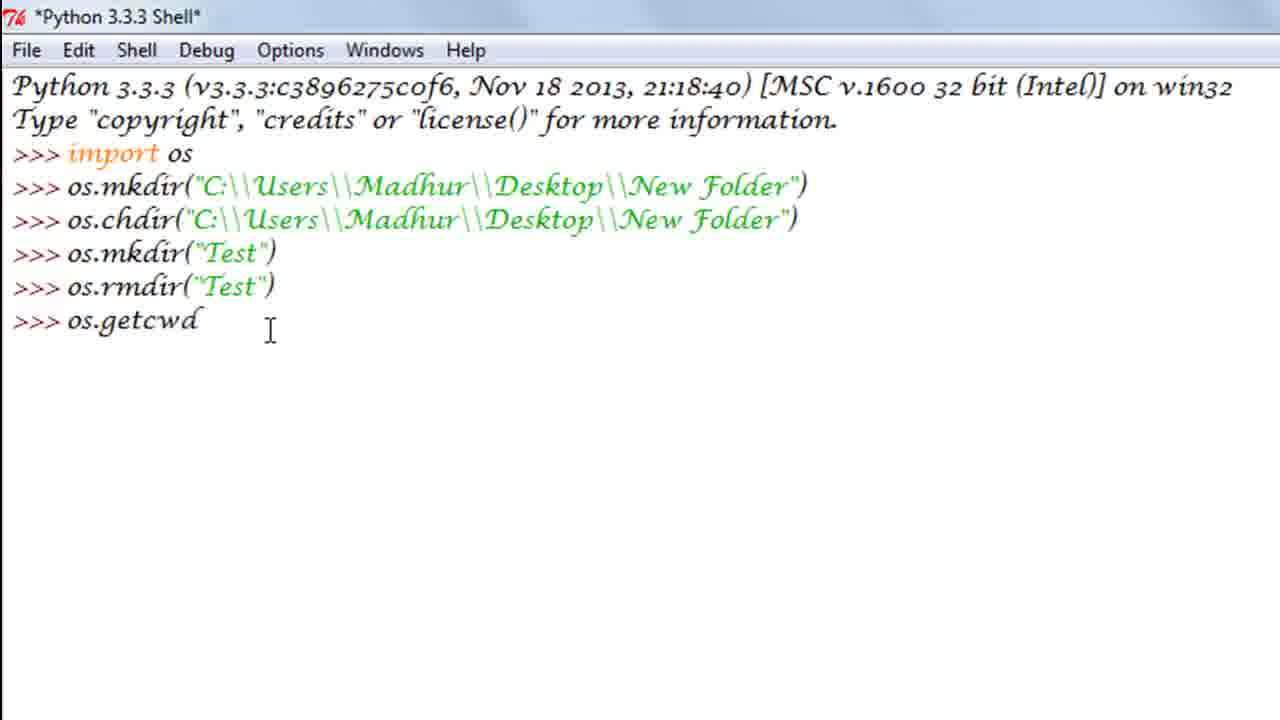 *Python 3.3.3 Shell*
File Edit Shell Debug Options Windows Help
Python 3.3.3 (v3.3.3:c3896275c0f6, Nov 18 2013, 21:18:40) [MSC v.1600 32 bit (Intel)] on win32
Type "copyright", "credits" or "license()" for more information.
>>> import os
>>> os.mkdir("C:\\Users\\Madhur\\Desktop\\New Folder")
>>> os.chdir("C:\\Users\\Madhur\\Desktop\\New Folder")
>>> os.mkdir("Test")
>>> os.rmdir("Test")
>>> os.getcwd